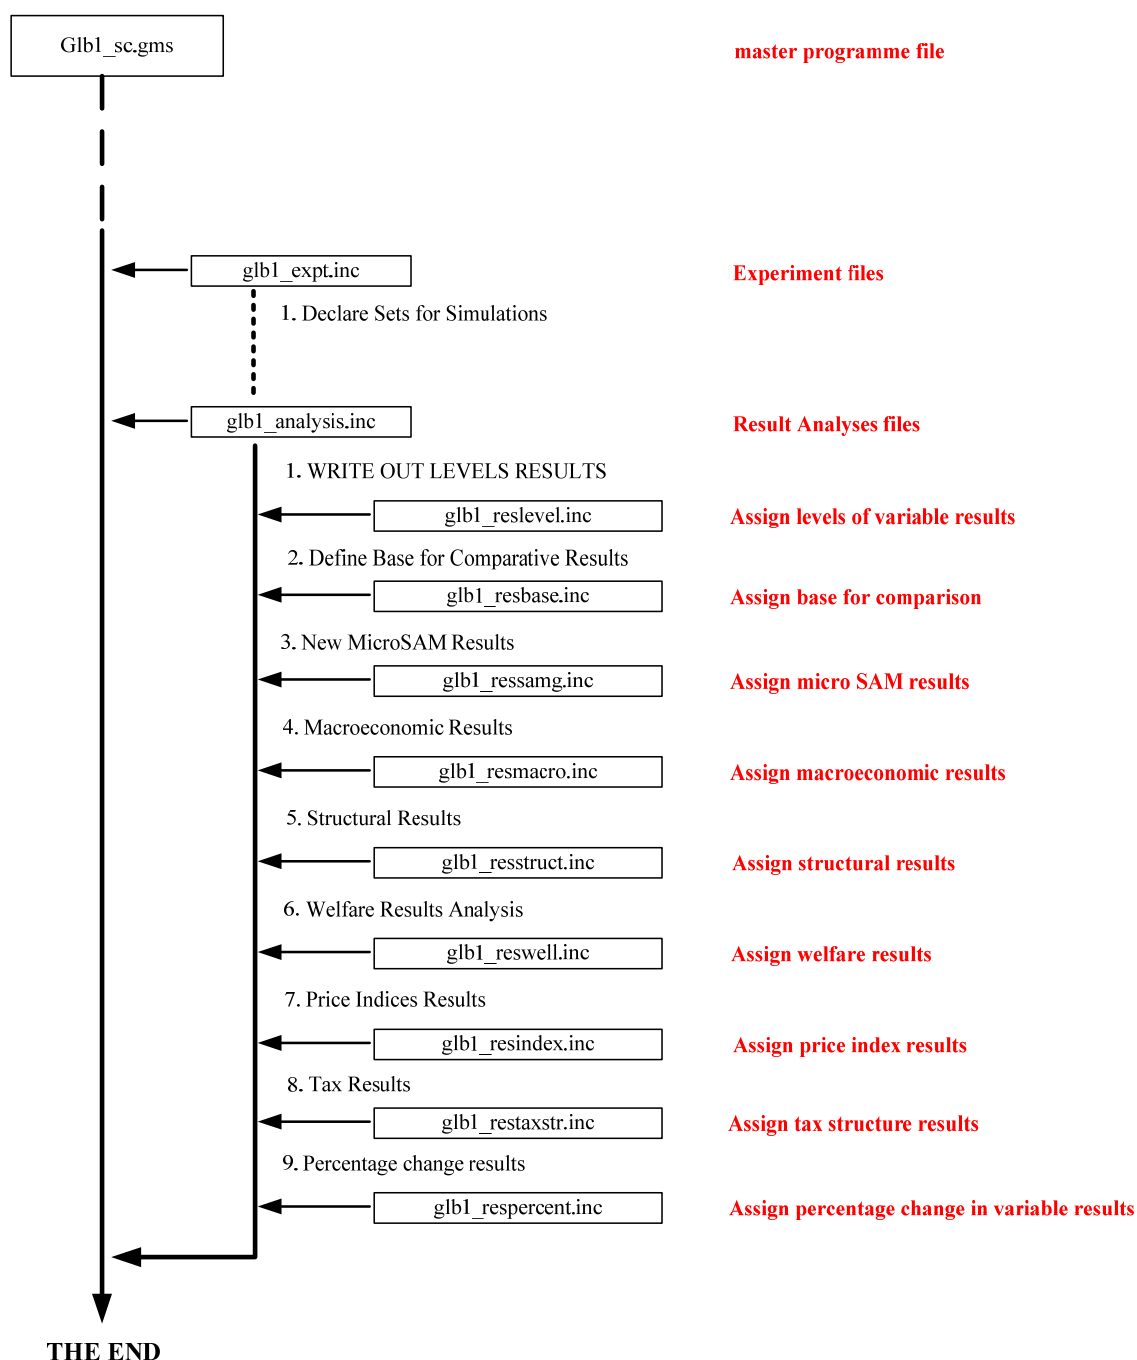 Glb1_sc.gms
master programme file
glb1_expt.inc
Experiment files
1. Declare Sets for Simulations
glb1_analysis.inc
Result Analyses files
1. WRITE OUT LEVELS RESULTS
glb1_reslevel.inc
Assign levels of variable results
2. Define Base for Comparative Results
glb1_resbase.inc
Assign base for comparison
3. New MicroSAM Results
glb1_ressamg.inc
Assign micro SAM results
4. Macroeconomic Results
glb1_resmacro.inc
Assign macroeconomic results
5. Structural Results
glb1_resstruct.inc
Assign structural results
6. Welfare Results Analysis
glb1_reswell.inc
Assign welfare results
7. Price Indices Results
glb1_resindex.inc
Assign price index results
8. Tax Results
glb1_restaxstr.inc
Assign tax structure results
9. Percentage change results
glb1_respercent.inc
Assign percentage change in variable results
THE END